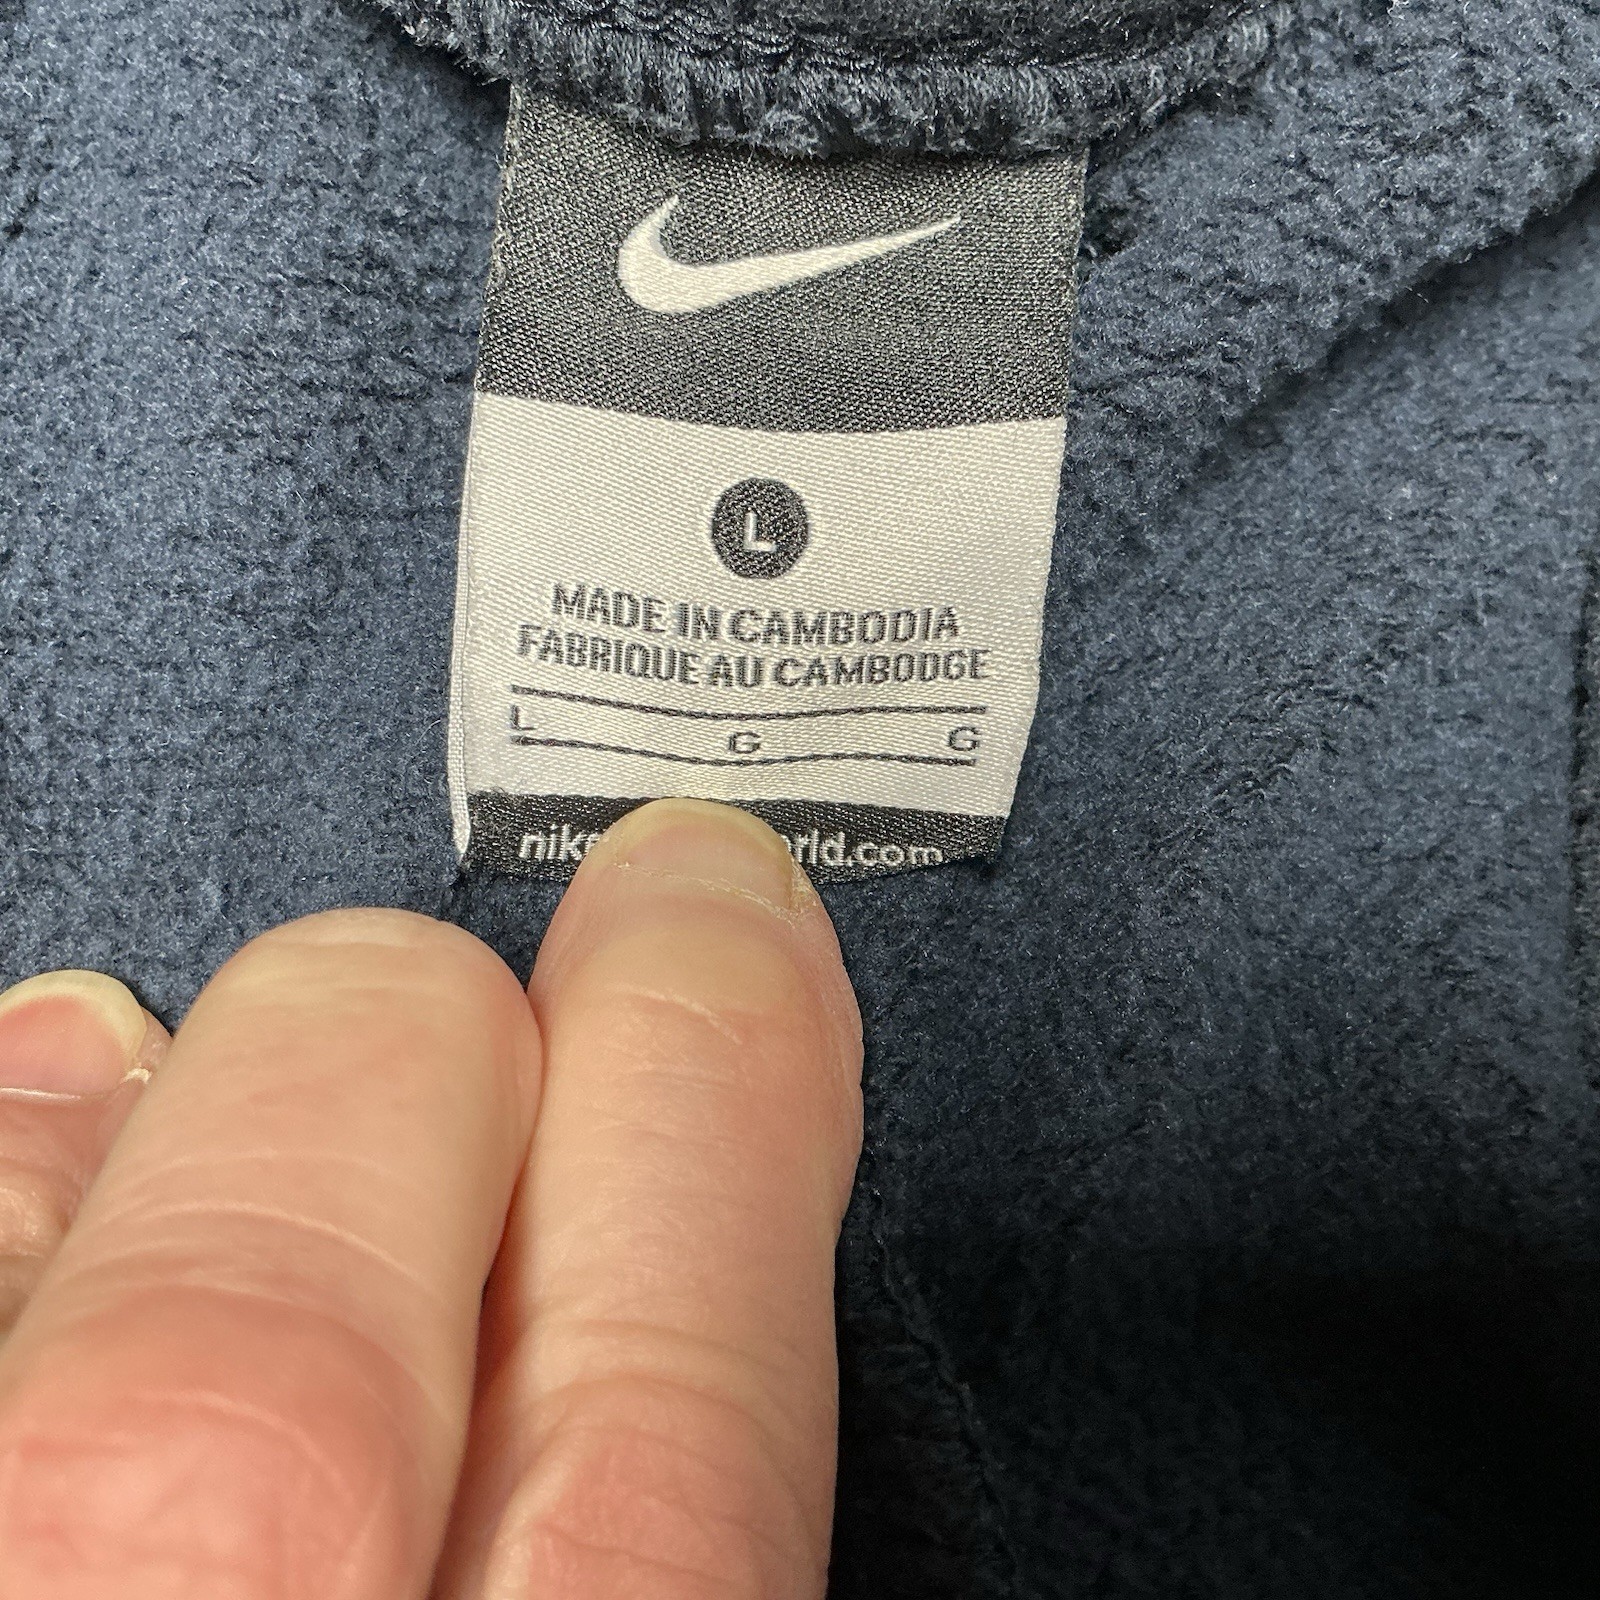 L
MADE IN CAMBODIA
FABRIQUE AU CAMBODGE
L G G